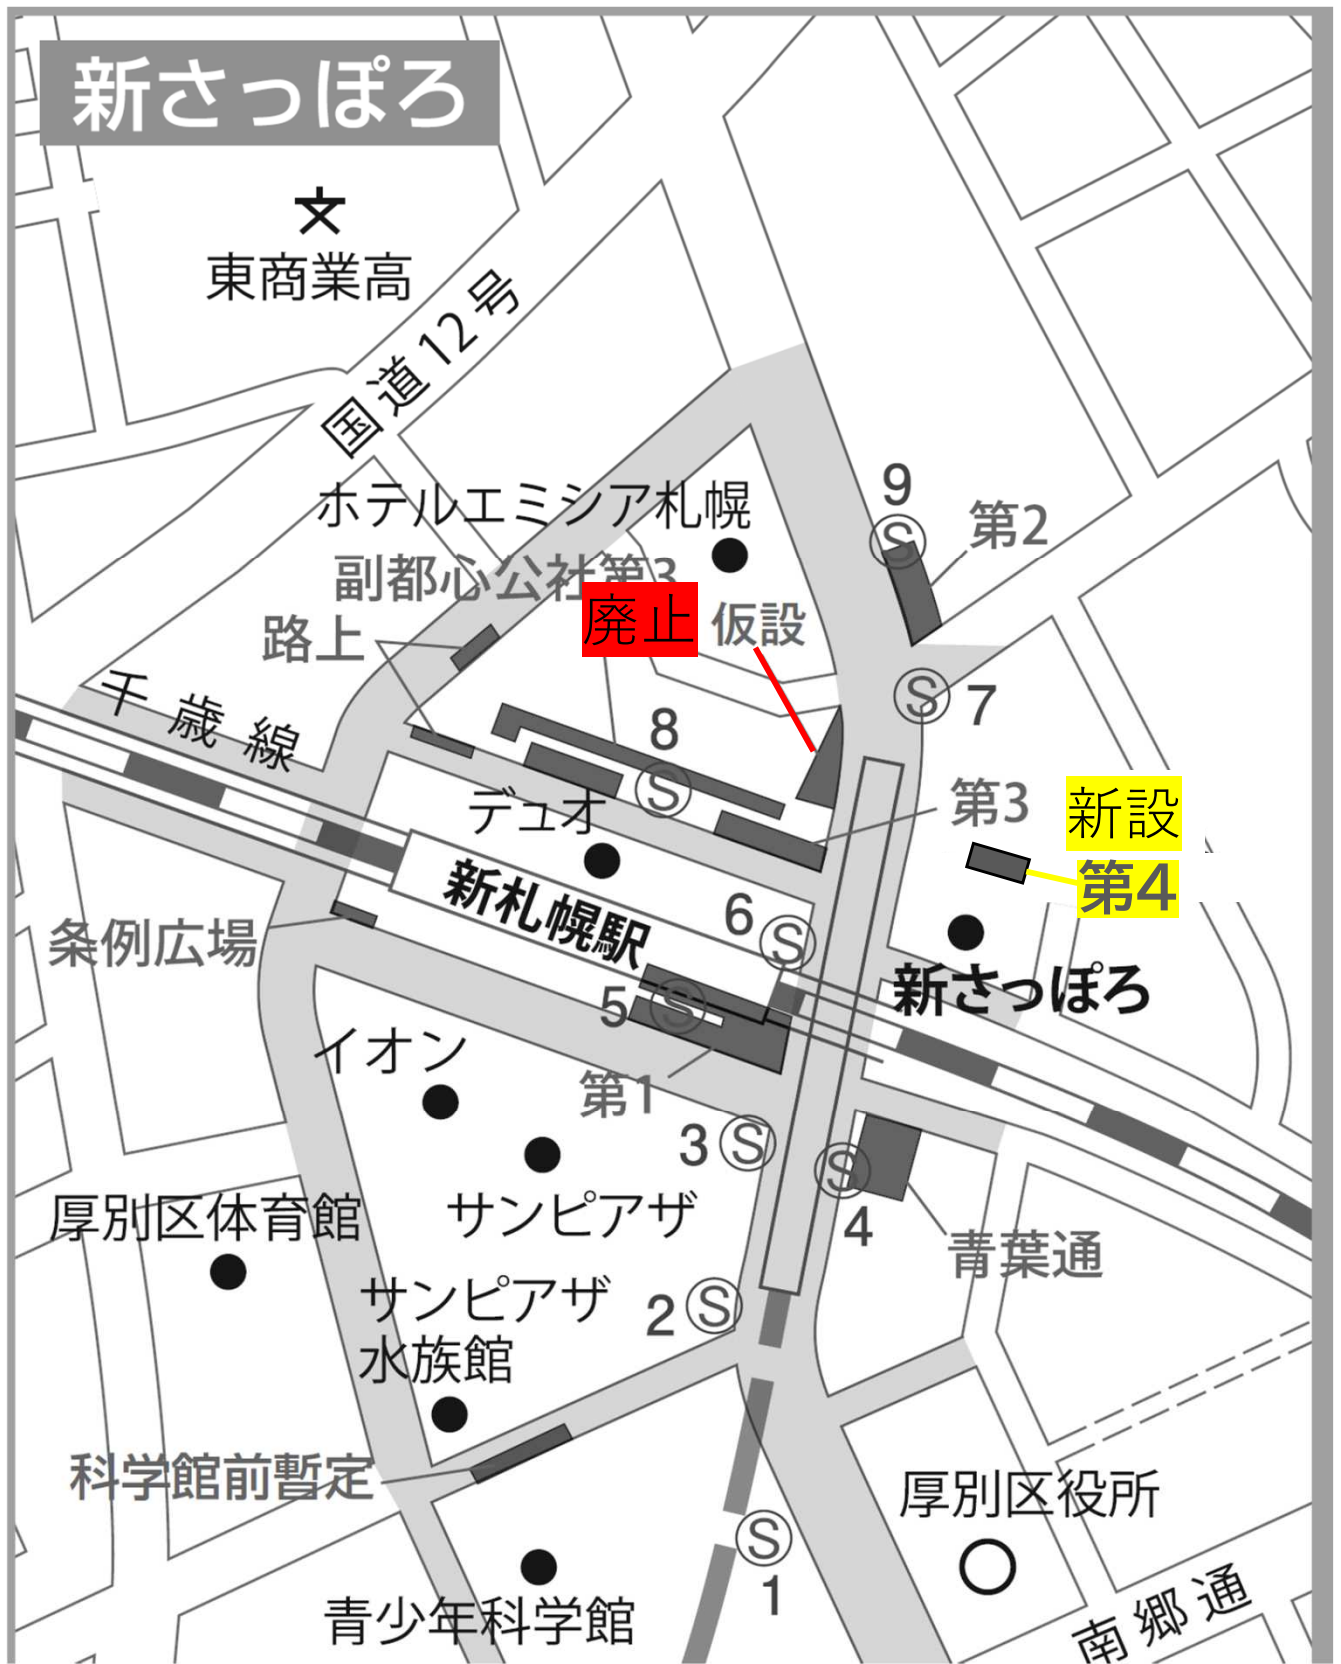 新さっぽろ
文
東商業高
国道12号
ホテルエミシア札幌
9
第2
副都心公社第3
廃止
仮設
路上
千歳線
8
7
デュオ
第3
新設
第4
新札幌駅
6
条例広場
新さっぽろ
5
イオン
第1
3
4
厚別区体育館
サンピアザ
青葉通
サンピアザ
水族館
2
科学館前暫定
厚別区役所
1
青少年科学館
南郷通
S
S
S
S
S
S
S
S
S